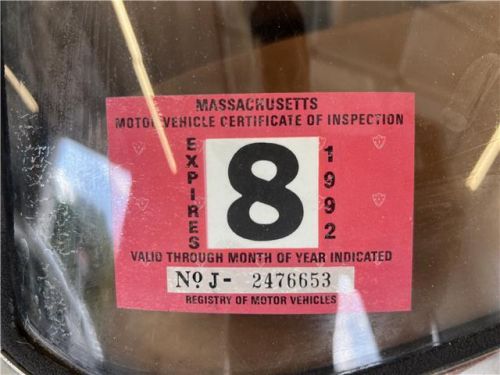 MASSACHUSETTS
MOTOR VEHICLE CERTIFICATE OF INSPECTION
EXPIRES
8
1992
VALID THROUGH MONTH OF YEAR INDICATED
No. J- 2476653
REGISTRY OF MOTOR VEHICLES